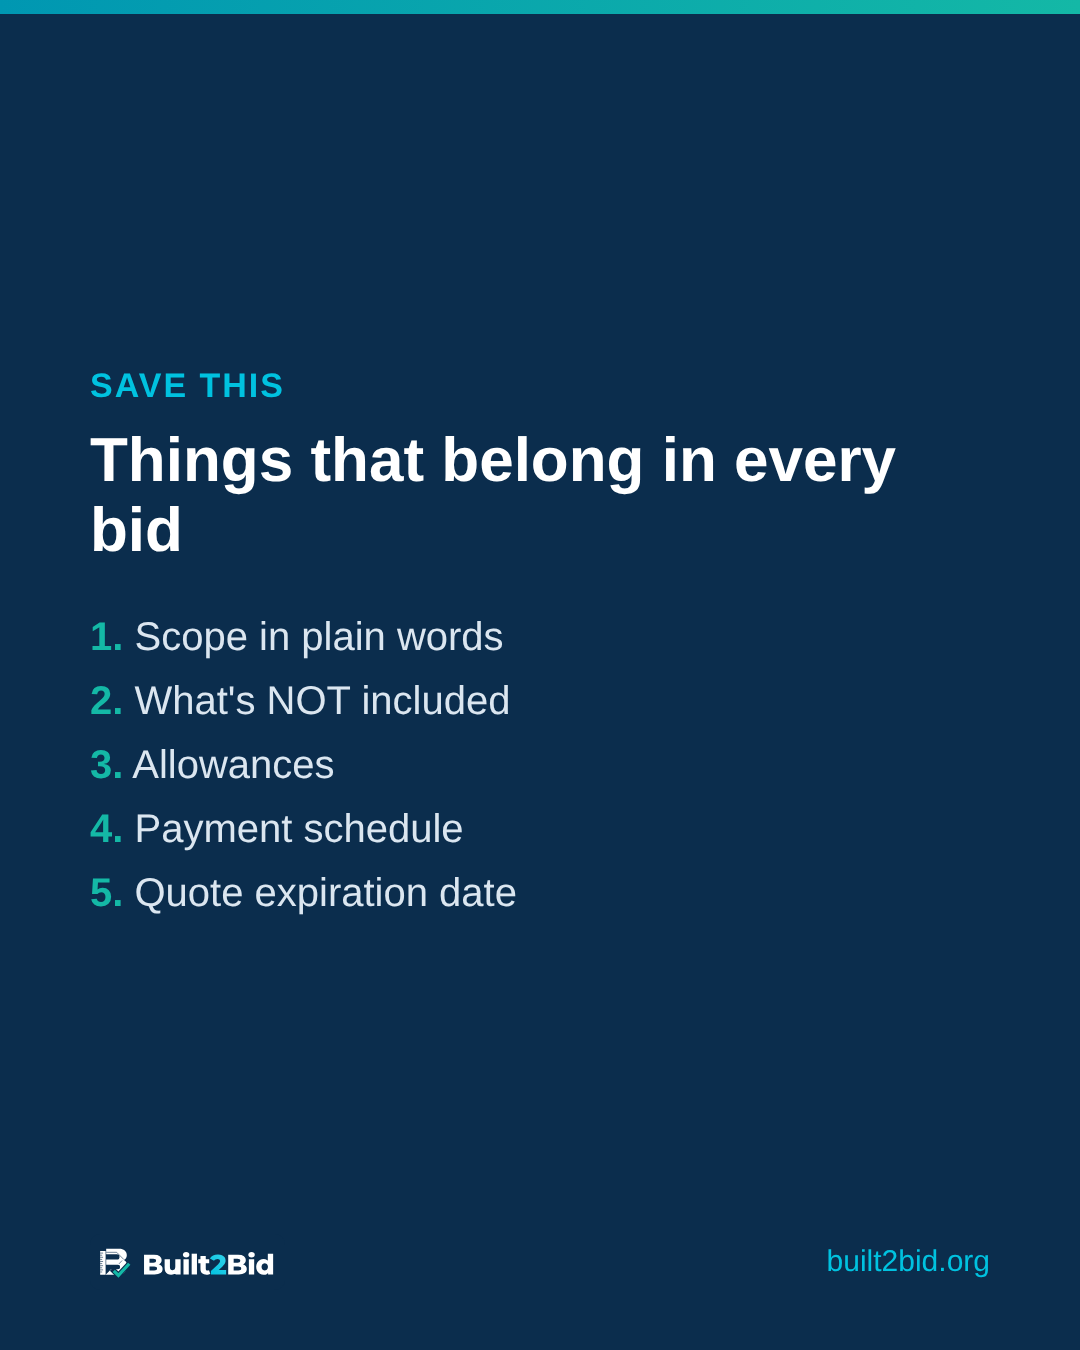 SAVE THIS
Things that belong in every
bid
1. Scope in plain words
2. What's NOT included
3. Allowances
4. Payment schedule
5. Quote expiration date
Built2Bid
built2bid.org